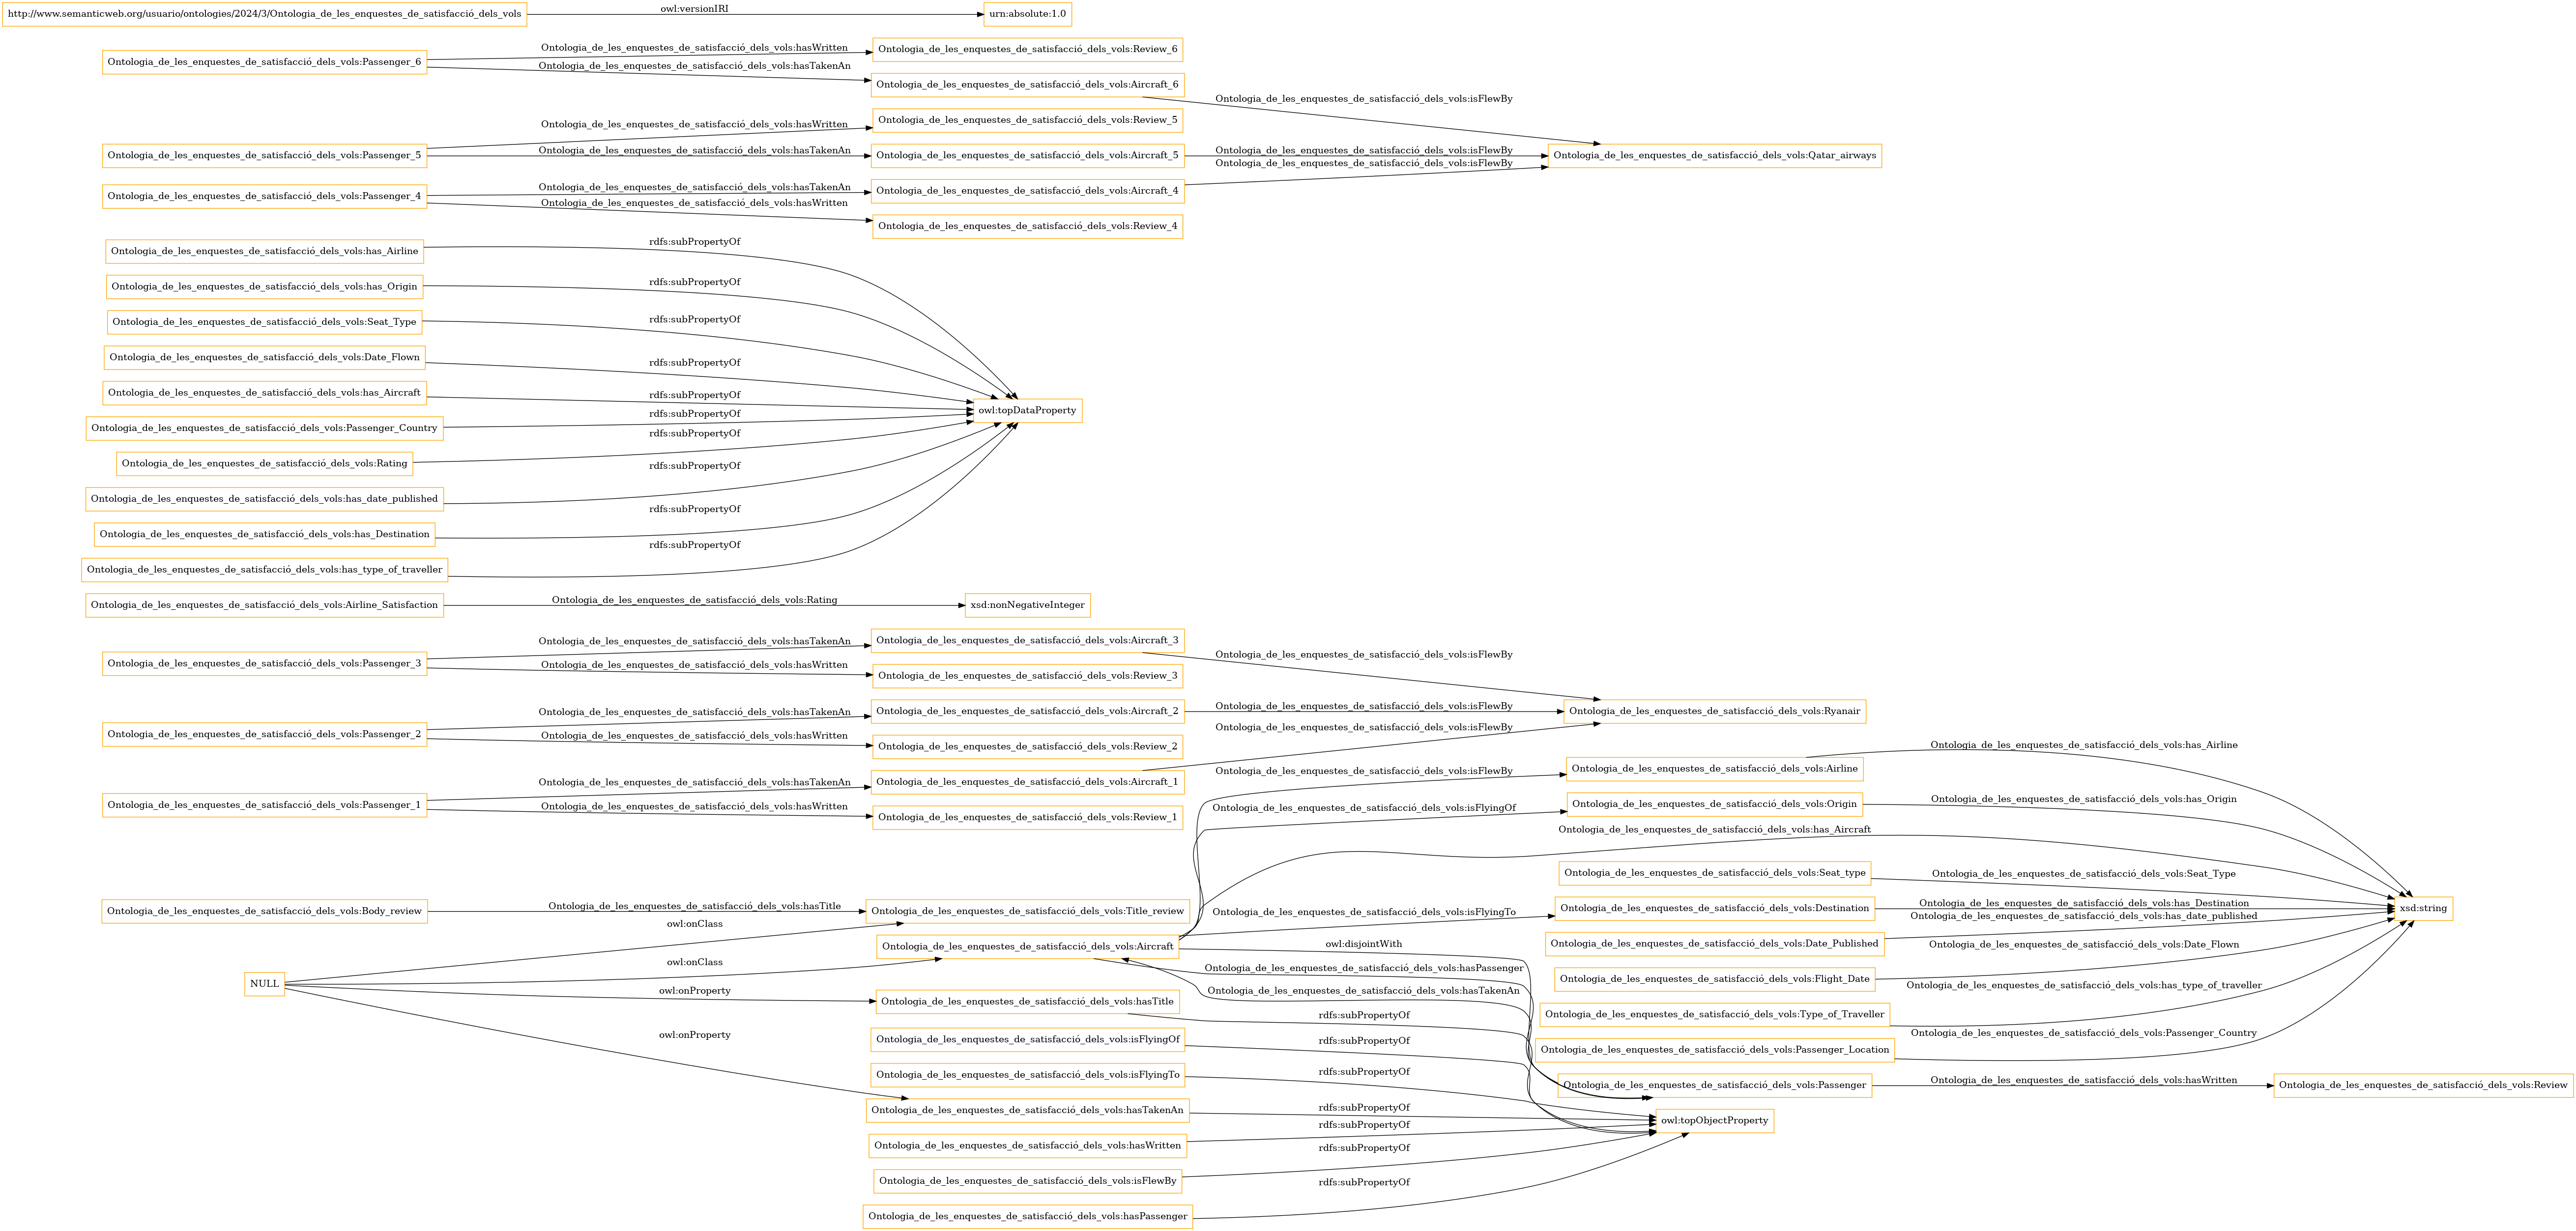 http://www.semanticweb.org/usuario/ontologies/2024/3/Ontologia_de_les_enquestes_de_satisfacció_dels_vols
owl:versionIRI
urn:absolute:1.0
Ontologia_de_les_enquestes_de_satisfacció_dels_vols:Passenger_6
Ontologia_de_les_enquestes_de_satisfacció_dels_vols:hasWritten
Ontologia_de_les_enquestes_de_satisfacció_dels_vols:Review_6
Ontologia_de_les_enquestes_de_satisfacció_dels_vols:hasTakenAn
Ontologia_de_les_enquestes_de_satisfacció_dels_vols:Aircraft_6
Ontologia_de_les_enquestes_de_satisfacció_dels_vols:isFlewBy
Ontologia_de_les_enquestes_de_satisfacció_dels_vols:Passenger_5
Ontologia_de_les_enquestes_de_satisfacció_dels_vols:hasWritten
Ontologia_de_les_enquestes_de_satisfacció_dels_vols:Review_5
Ontologia_de_les_enquestes_de_satisfacció_dels_vols:hasTakenAn
Ontologia_de_les_enquestes_de_satisfacció_dels_vols:Aircraft_5
Ontologia_de_les_enquestes_de_satisfacció_dels_vols:isFlewBy
Ontologia_de_les_enquestes_de_satisfacció_dels_vols:Qatar_airways
Ontologia_de_les_enquestes_de_satisfacció_dels_vols:isFlewBy
Ontologia_de_les_enquestes_de_satisfacció_dels_vols:Passenger_4
Ontologia_de_les_enquestes_de_satisfacció_dels_vols:hasTakenAn
Ontologia_de_les_enquestes_de_satisfacció_dels_vols:Aircraft_4
Ontologia_de_les_enquestes_de_satisfacció_dels_vols:hasWritten
Ontologia_de_les_enquestes_de_satisfacció_dels_vols:Review_4
Ontologia_de_les_enquestes_de_satisfacció_dels_vols:has_Airline
rdfs:subPropertyOf
Ontologia_de_les_enquestes_de_satisfacció_dels_vols:has_Origin
rdfs:subPropertyOf
Ontologia_de_les_enquestes_de_satisfacció_dels_vols:Seat_Type
rdfs:subPropertyOf
Ontologia_de_les_enquestes_de_satisfacció_dels_vols:Date_Flown
rdfs:subPropertyOf
Ontologia_de_les_enquestes_de_satisfacció_dels_vols:has_Aircraft
rdfs:subPropertyOf
owl:topDataProperty
Ontologia_de_les_enquestes_de_satisfacció_dels_vols:Passenger_Country
rdfs:subPropertyOf
Ontologia_de_les_enquestes_de_satisfacció_dels_vols:Rating
rdfs:subPropertyOf
Ontologia_de_les_enquestes_de_satisfacció_dels_vols:has_date_published
rdfs:subPropertyOf
Ontologia_de_les_enquestes_de_satisfacció_dels_vols:has_Destination
rdfs:subPropertyOf
Ontologia_de_les_enquestes_de_satisfacció_dels_vols:has_type_of_traveller
rdfs:subPropertyOf
Ontologia_de_les_enquestes_de_satisfacció_dels_vols:Airline_Satisfaction
Ontologia_de_les_enquestes_de_satisfacció_dels_vols:Rating
xsd:nonNegativeInteger
Ontologia_de_les_enquestes_de_satisfacció_dels_vols:Passenger_3
Ontologia_de_les_enquestes_de_satisfacció_dels_vols:hasTakenAn
Ontologia_de_les_enquestes_de_satisfacció_dels_vols:Aircraft_3
Ontologia_de_les_enquestes_de_satisfacció_dels_vols:isFlewBy
Ontologia_de_les_enquestes_de_satisfacció_dels_vols:hasWritten
Ontologia_de_les_enquestes_de_satisfacció_dels_vols:Review_3
Ontologia_de_les_enquestes_de_satisfacció_dels_vols:Passenger_2
Ontologia_de_les_enquestes_de_satisfacció_dels_vols:hasTakenAn
Ontologia_de_les_enquestes_de_satisfacció_dels_vols:Aircraft_2
Ontologia_de_les_enquestes_de_satisfacció_dels_vols:isFlewBy
Ontologia_de_les_enquestes_de_satisfacció_dels_vols:Ryanair
Ontologia_de_les_enquestes_de_satisfacció_dels_vols:hasWritten
Ontologia_de_les_enquestes_de_satisfacció_dels_vols:Review_2
Ontologia_de_les_enquestes_de_satisfacció_dels_vols:isFlewBy
Ontologia_de_les_enquestes_de_satisfacció_dels_vols:Passenger_1
Ontologia_de_les_enquestes_de_satisfacció_dels_vols:hasTakenAn
Ontologia_de_les_enquestes_de_satisfacció_dels_vols:Aircraft_1
Ontologia_de_les_enquestes_de_satisfacció_dels_vols:hasWritten
Ontologia_de_les_enquestes_de_satisfacció_dels_vols:Review_1
Ontologia_de_les_enquestes_de_satisfacció_dels_vols:isFlewBy
Ontologia_de_les_enquestes_de_satisfacció_dels_vols:Airline
Ontologia_de_les_enquestes_de_satisfacció_dels_vols:has_Airline
Ontologia_de_les_enquestes_de_satisfacció_dels_vols:isFlyingOf
Ontologia_de_les_enquestes_de_satisfacció_dels_vols:Origin
Ontologia_de_les_enquestes_de_satisfacció_dels_vols:has_Origin
Ontologia_de_les_enquestes_de_satisfacció_dels_vols:has_Aircraft
Ontologia_de_les_enquestes_de_satisfacció_dels_vols:Seat_type
Ontologia_de_les_enquestes_de_satisfacció_dels_vols:Seat_Type
Ontologia_de_les_enquestes_de_satisfacció_dels_vols:Body_review
Ontologia_de_les_enquestes_de_satisfacció_dels_vols:hasTitle
Ontologia_de_les_enquestes_de_satisfacció_dels_vols:Title_review
Ontologia_de_les_enquestes_de_satisfacció_dels_vols:isFlyingTo
Ontologia_de_les_enquestes_de_satisfacció_dels_vols:Destination
Ontologia_de_les_enquestes_de_satisfacció_dels_vols:has_Destination
xsd:string
owl:onClass
Ontologia_de_les_enquestes_de_satisfacció_dels_vols:Aircraft
owl:disjointWith
Ontologia_de_les_enquestes_de_satisfacció_dels_vols:Date_Published
Ontologia_de_les_enquestes_de_satisfacció_dels_vols:has_date_published
NULL
owl:onClass
Ontologia_de_les_enquestes_de_satisfacció_dels_vols:hasPassenger
Ontologia_de_les_enquestes_de_satisfacció_dels_vols:Flight_Date
Ontologia_de_les_enquestes_de_satisfacció_dels_vols:Date_Flown
owl:onProperty
Ontologia_de_les_enquestes_de_satisfacció_dels_vols:hasTitle
Ontologia_de_les_enquestes_de_satisfacció_dels_vols:hasTakenAn
rdfs:subPropertyOf
Ontologia_de_les_enquestes_de_satisfacció_dels_vols:Type_of_Traveller
Ontologia_de_les_enquestes_de_satisfacció_dels_vols:has_type_of_traveller
owl:onProperty
Ontologia_de_les_enquestes_de_satisfacció_dels_vols:isFlyingOf
rdfs:subPropertyOf
Ontologia_de_les_enquestes_de_satisfacció_dels_vols:Passenger_Location
Ontologia_de_les_enquestes_de_satisfacció_dels_vols:Passenger_Country
Ontologia_de_les_enquestes_de_satisfacció_dels_vols:isFlyingTo
rdfs:subPropertyOf
Ontologia_de_les_enquestes_de_satisfacció_dels_vols:Passenger
Ontologia_de_les_enquestes_de_satisfacció_dels_vols:hasWritten
Ontologia_de_les_enquestes_de_satisfacció_dels_vols:Review
Ontologia_de_les_enquestes_de_satisfacció_dels_vols:hasTakenAn
rdfs:subPropertyOf
owl:topObjectProperty
Ontologia_de_les_enquestes_de_satisfacció_dels_vols:hasWritten
rdfs:subPropertyOf
Ontologia_de_les_enquestes_de_satisfacció_dels_vols:isFlewBy
rdfs:subPropertyOf
Ontologia_de_les_enquestes_de_satisfacció_dels_vols:hasPassenger
rdfs:subPropertyOf